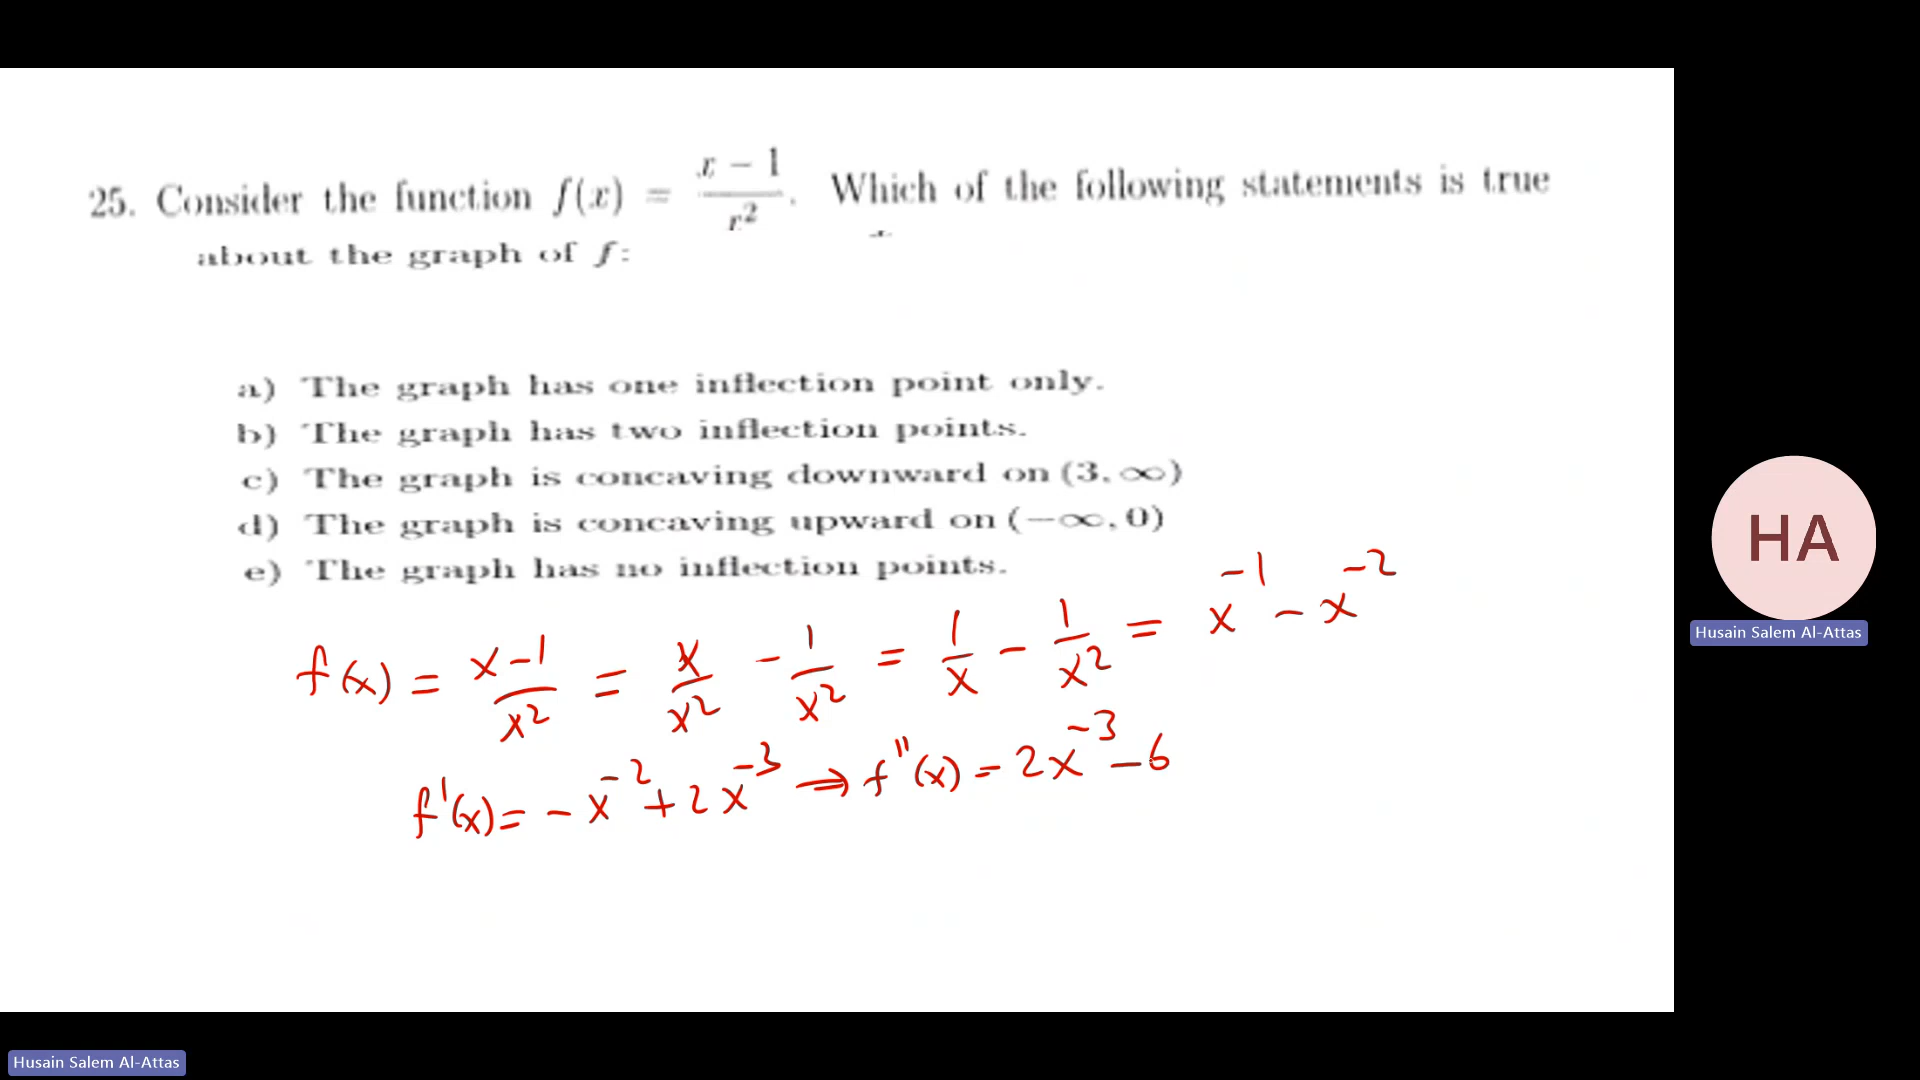 25. Consider the function f(x) = (x − 1)/x². Which of the following statements is true
about the graph of f:
a) The graph has one inflection point only.
b) The graph has two inflection points.
c) The graph is concaving downward on (3, ∞)
d) The graph is concaving upward on (−∞, 0)
e) The graph has no inflection points.
f(x) = (x−1)/x² = x/x² − 1/x² = 1/x − 1/x² = x⁻¹ − x⁻²
f'(x) = −x⁻² + 2x⁻³ ⇒ f''(x) = 2x⁻³ − 6
HA
Husain Salem Al-Attas
Husain Salem Al-Attas